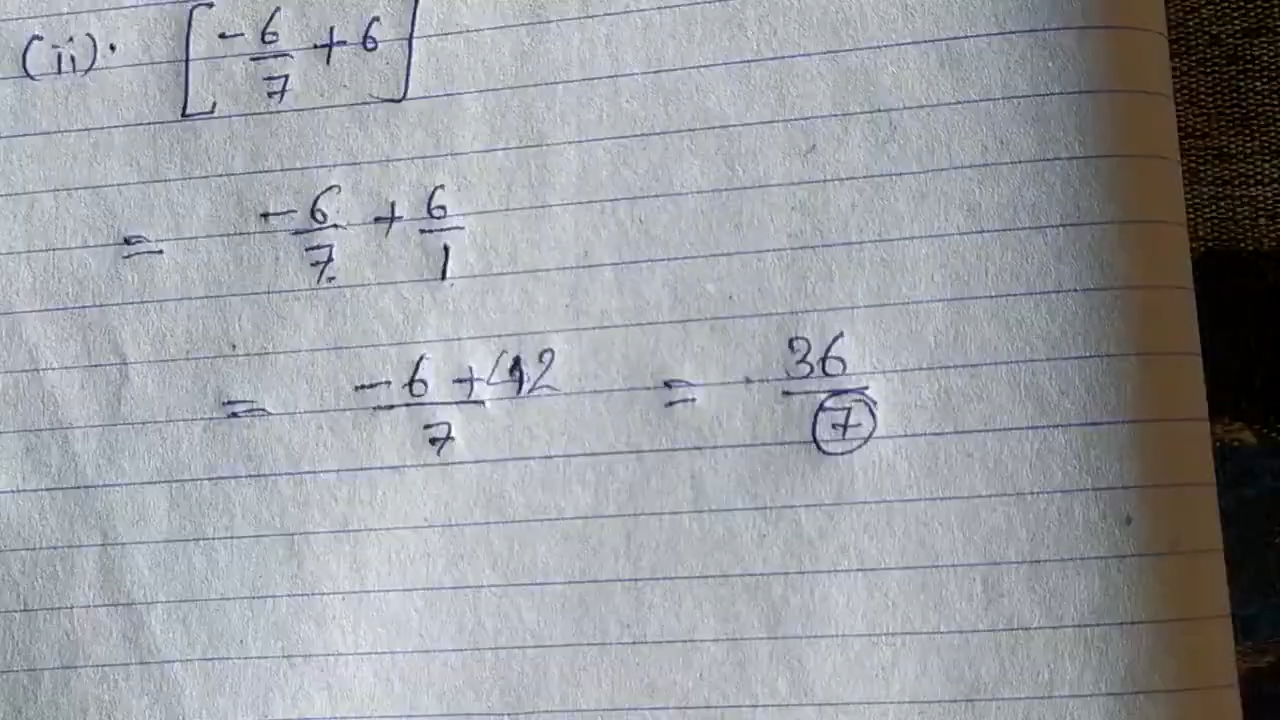 (ii). [-6/7 + 6]
= -6/7 + 6/1
= -6+42/7 = 36/7